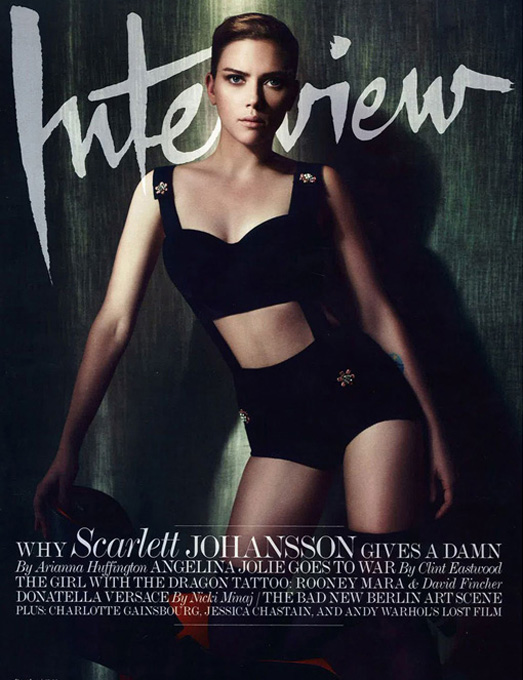 Interview
WHY Scarlett JOHANSSON GIVES A DAMN
By Arianna Huffington ANGELINA JOLIE GOES TO WAR By Clint Eastwood
THE GIRL WITH THE DRAGON TATTOO: ROONEY MARA & David Fincher
DONATELLA VERSACE By Nicki Minaj / THE BAD NEW BERLIN ART SCENE
PLUS: CHARLOTTE GAINSBOURG, JESSICA CHASTAIN, AND ANDY WARHOL'S LOST FILM